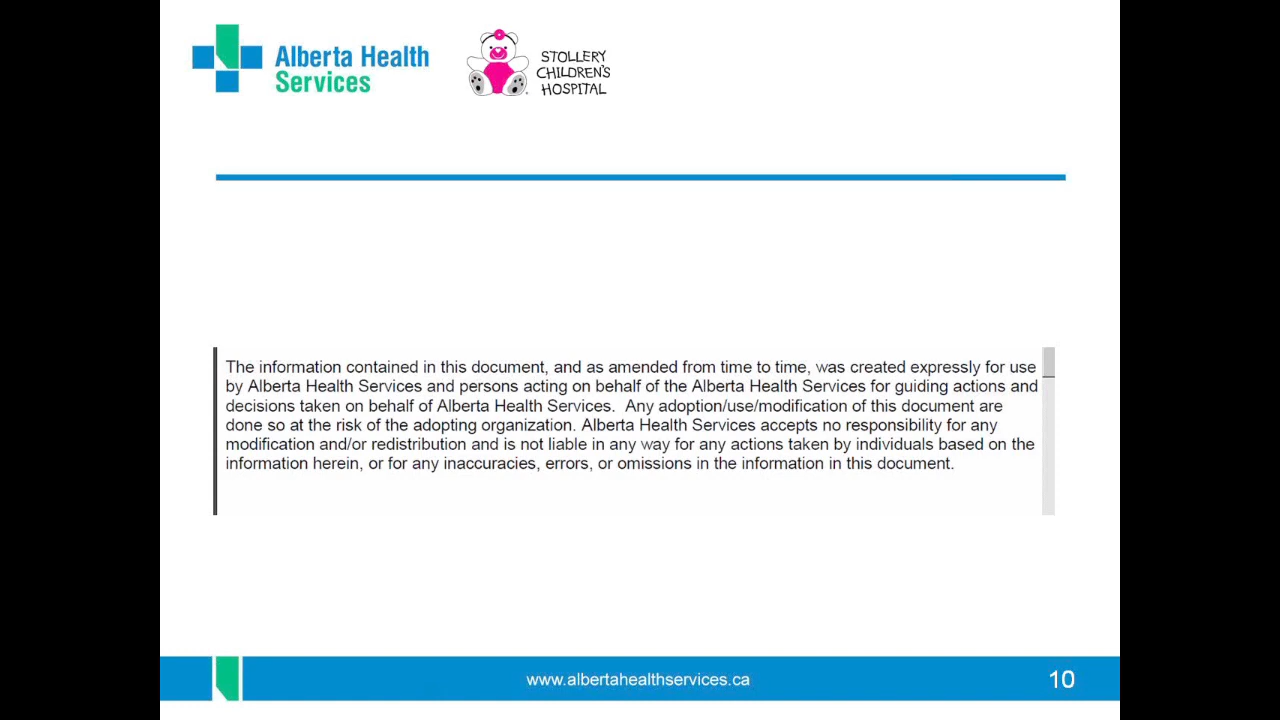 Alberta Health
Services
STOLLERY
CHILDREN'S
HOSPITAL
The information contained in this document, and as amended from time to time, was created expressly for use
by Alberta Health Services and persons acting on behalf of the Alberta Health Services for guiding actions and
decisions taken on behalf of Alberta Health Services. Any adoption/use/modification of this document are
done so at the risk of the adopting organization. Alberta Health Services accepts no responsibility for any
modification and/or redistribution and is not liable in any way for any actions taken by individuals based on the
information herein, or for any inaccuracies, errors, or omissions in the information in this document.
www.albertahealthservices.ca
10